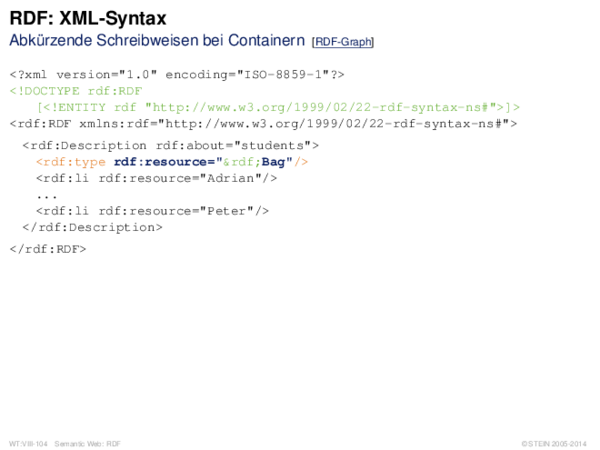 RDF: XML-Syntax
Abkürzende Schreibweisen bei Containern [RDF-Graph]
<?xml version="1.0" encoding="ISO-8859-1"?>
<!DOCTYPE rdf:RDF
[<!ENTITY rdf "http://www.w3.org/1999/02/22-rdf-syntax-ns#">]>
<rdf:RDF xmlns:rdf="http://www.w3.org/1999/02/22-rdf-syntax-ns#">
<rdf:Description rdf:about="students">
<rdf:type rdf:resource="&rdf;Bag"/>
<rdf:li rdf:resource="Adrian"/>
...
<rdf:li rdf:resource="Peter"/>
</rdf:Description>
</rdf:RDF>
WT:VIII-104 Semantic Web: RDF © STEIN 2005-2014